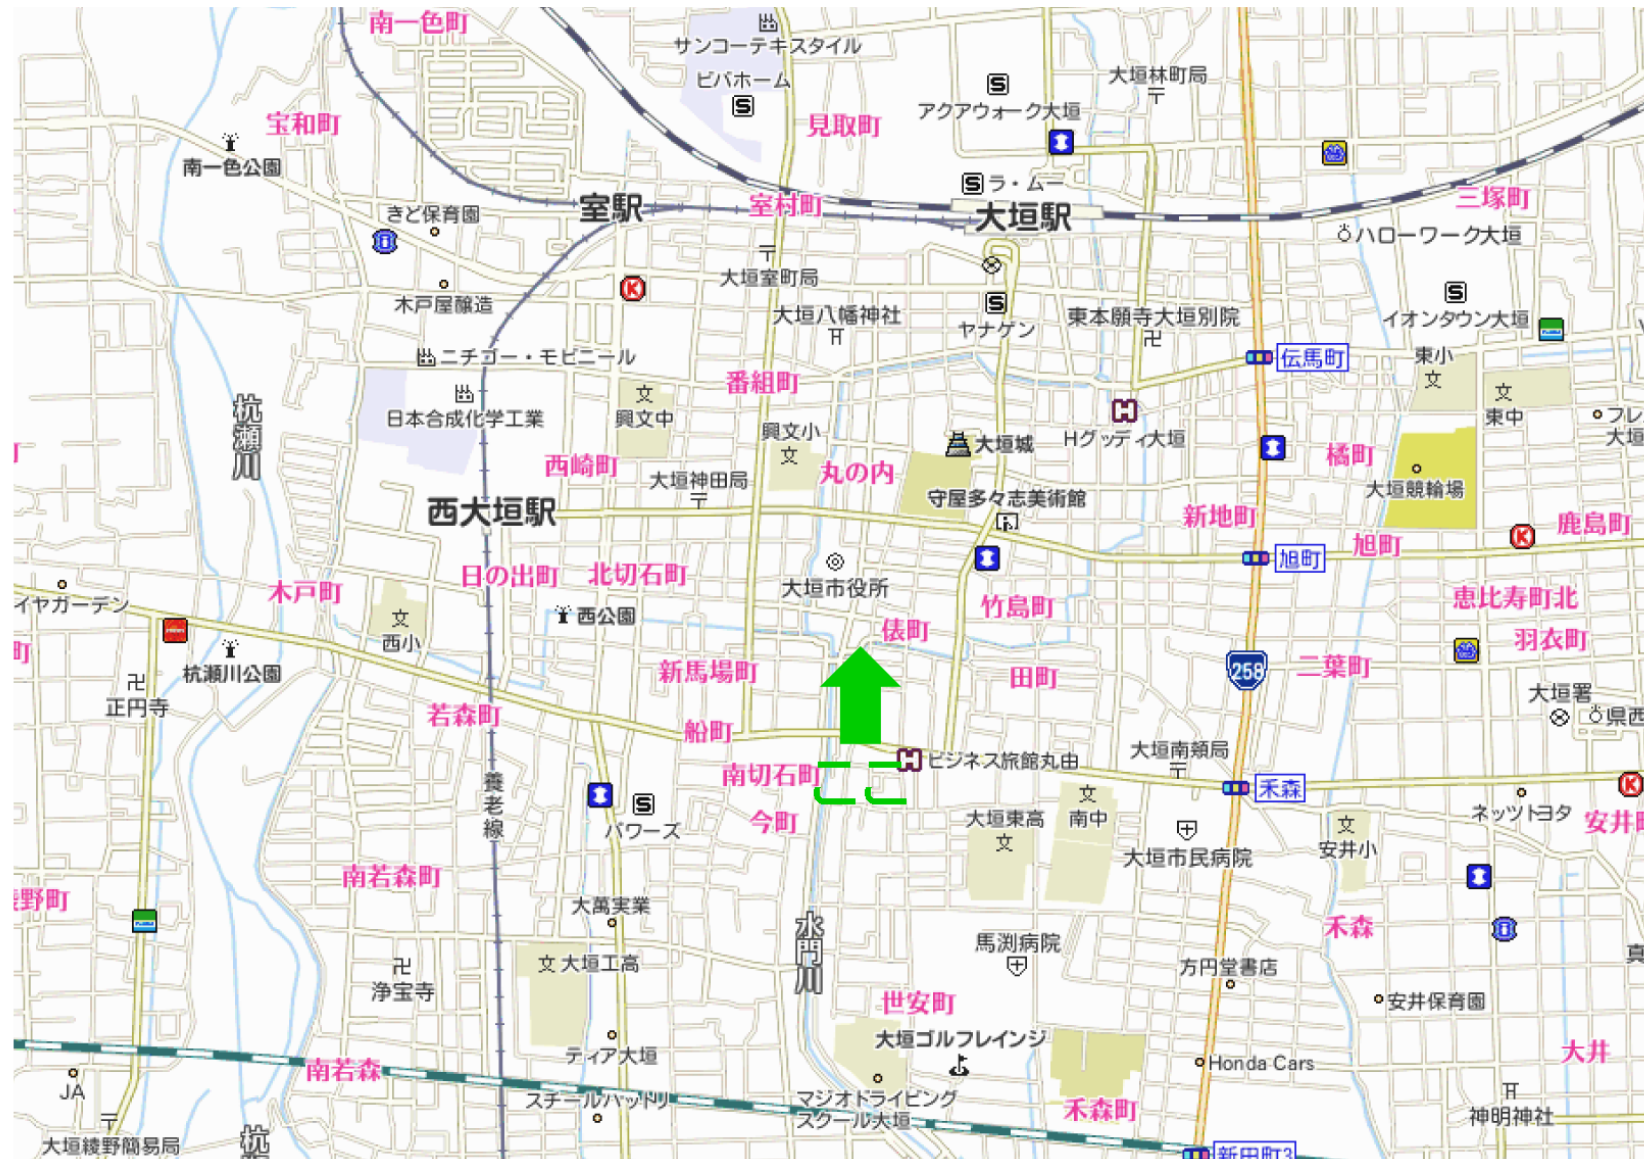 南一色町
サンコーテキスタイル
ビバホーム
大垣林町局
アクアウォーク大垣
宝和町
見取町
南一色公園
ラ・ムー
きど保育園
室駅
室村町
大垣駅
三塚町
ハローワーク大垣
大垣室町局
木戸屋醸造
大垣八幡神社
ヤナゲン
東本願寺大垣別院
イオンタウン大垣
ニチゴー・モビニール
伝馬町
東小
番組町
杭瀬川
日本合成化学工業
興文中
興文小
大垣城
Hグッディ大垣
東中
フレ
大垣
橘町
西崎町
大垣神田局
丸の内
守屋多々志美術館
大垣競輪場
西大垣駅
新地町
鹿島町
旭町
旭町
日の出町
北切石町
大垣市役所
木戸町
イヤガーデン
西公園
竹島町
恵比寿町北
西小
俵町
羽衣町
町
杭瀬川公園
新馬場町
田町
258
二葉町
正円寺
大垣署
県西
若森町
船町
大垣南頬局
ビジネス旅館丸由
南切石町
禾森
養老線
パワーズ
今町
大垣東高
南中
ネッツトヨタ
安井
大垣市民病院
安井小
南若森町
野町
大萬実業
水門川
馬渕病院
禾森
真
大垣工高
浄宝寺
方円堂書店
世安町
安井保育園
大垣ゴルフレインジ
ティア大垣
大井
南若森
Honda Cars
JA
スチールハットリ
マジオドライビング
スクール大垣
禾森町
神明神社
大垣綾野簡易局
杭
新田町3